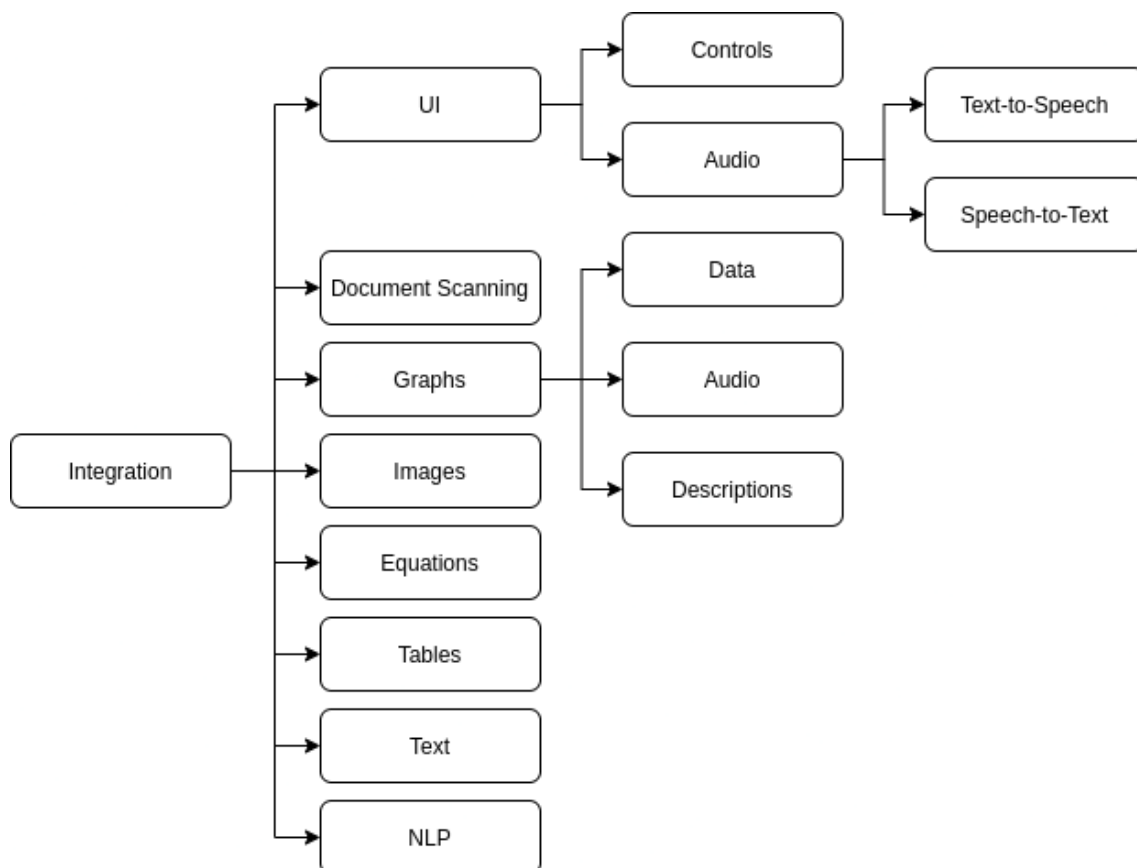 Controls
UI
Text-to-Speech
Audio
Speech-to-Text
Data
Document Scanning
Graphs
Audio
Integration
Images
Descriptions
Equations
Tables
Text
NLP